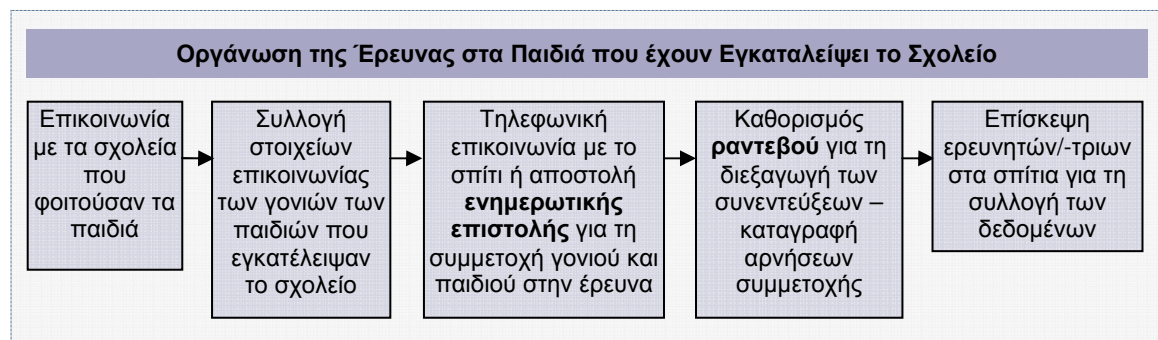 Οργάνωση της Έρευνας στα Παιδιά που έχουν Εγκαταλείψει το Σχολείο
Επικοινωνία
με τα σχολεία
που
φοιτούσαν τα
παιδιά
Συλλογή
στοιχείων
επικοινωνίας
των γονιών των
παιδιών που
εγκατέλειψαν
το σχολείο
Τηλεφωνική
επικοινωνία με το
σπίτι ή αποστολή
ενημερωτικής
επιστολής για τη
συμμετοχή γονιού και
παιδιού στην έρευνα
Καθορισμός
ραντεβού για τη
διεξαγωγή των
συνεντεύξεων –
καταγραφή
αρνήσεων
συμμετοχής
Επίσκεψη
ερευνητών/-τριων
στα σπίτια για τη
συλλογή των
δεδομένων